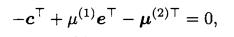 −c⊤ + μ(1)e⊤ − μ(2)⊤ = 0,